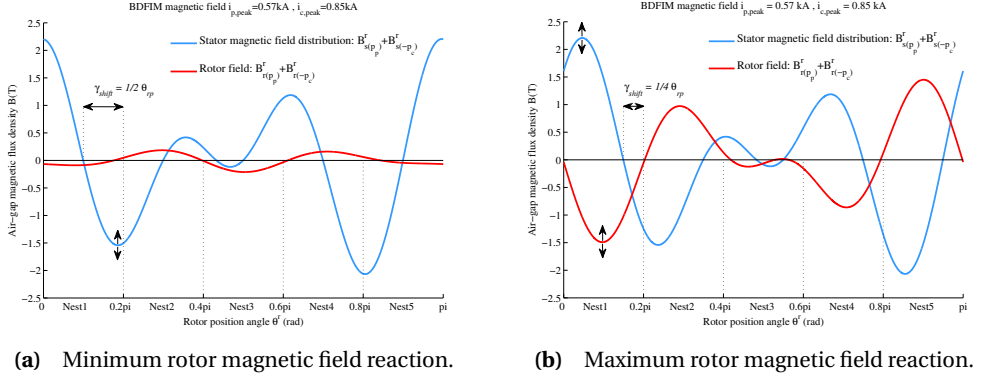 BDFIM magnetic field i_p,peak=0.57kA , i_c,peak=0.85kA
2.5
2
1.5
1
0.5
0
−0.5
−1
−1.5
−2
−2.5
Air−gap magnetic flux density B(T)
Stator magnetic field distribution: B^r_s(p_p)+B^r_s(−p_c)
Rotor field: B^r_r(p_p)+B^r_r(−p_c)
γ_shift = 1/2 θ_rp
0 Nest1 0.2pi Nest2 0.4pi Nest3 0.6pi Nest4 0.8pi Nest5 pi
Rotor position angle θ^r (rad)
(a) Minimum rotor magnetic field reaction.
BDFIM magnetic field i_p,peak = 0.57 kA , i_c,peak = 0.85 kA
2.5
2
1.5
1
0.5
0
−0.5
−1
−1.5
−2
−2.5
Air−gap magnetic flux density B(T)
Stator magnetic field distribution: B^r_s(p_p)+B^r_s(−p_c)
Rotor field: B^r_r(p_p)+B^r_r(−p_c)
γ_shift = 1/4 θ_rp
0 Nest1 0.2pi Nest2 0.4pi Nest3 0.6pi Nest4 0.8pi Nest5 pi
Rotor position angle θ^r (rad)
(b) Maximum rotor magnetic field reaction.